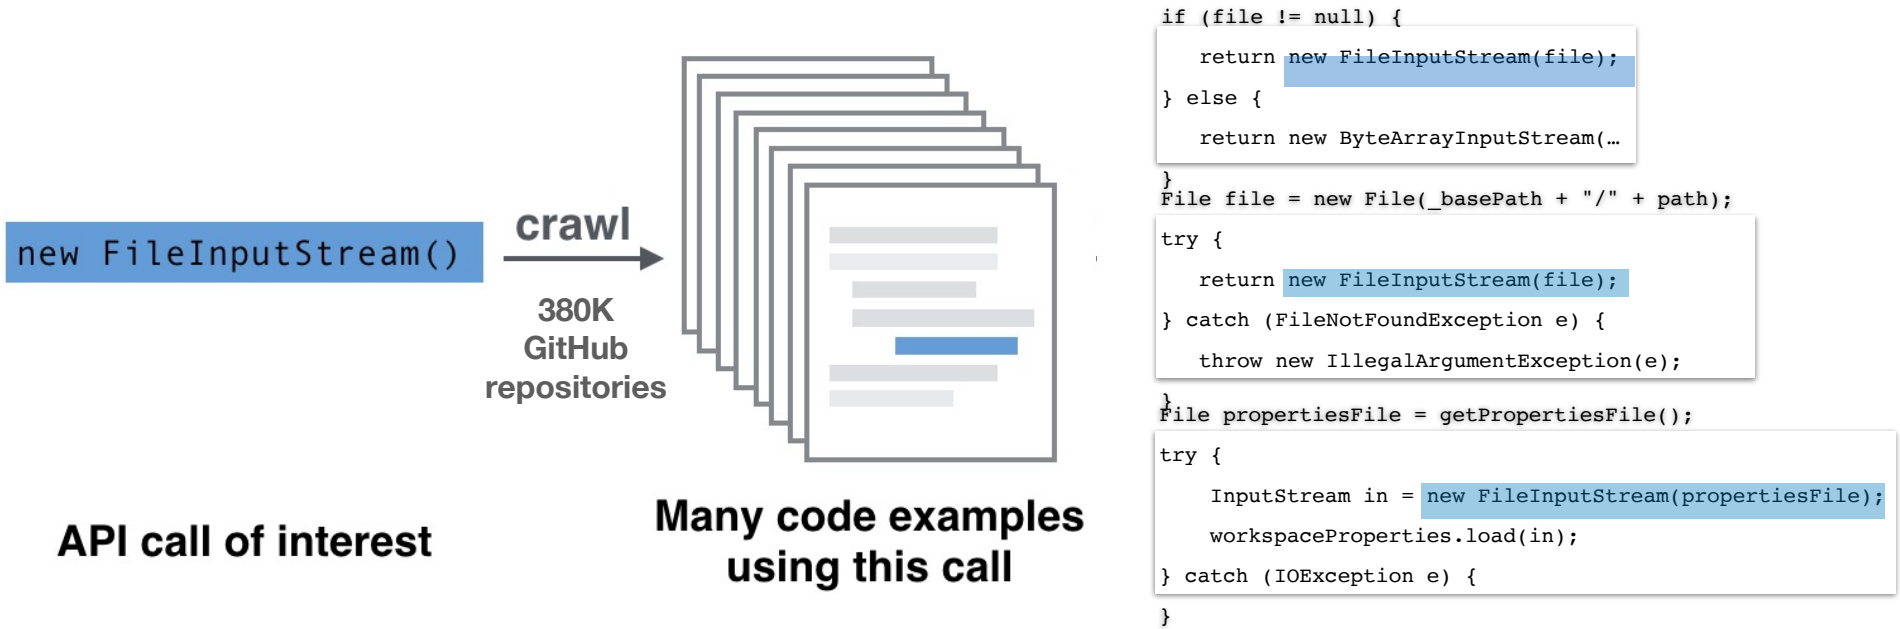 new FileInputStream()
crawl
380K
GitHub
repositories
API call of interest
Many code examples
using this call
if (file != null) {
return new FileInputStream(file);
} else {
return new ByteArrayInputStream(…
}
File file = new File(_basePath + "/" + path);
try {
return new FileInputStream(file);
} catch (FileNotFoundException e) {
throw new IllegalArgumentException(e);
}
File propertiesFile = getPropertiesFile();
try {
InputStream in = new FileInputStream(propertiesFile);
workspaceProperties.load(in);
} catch (IOException e) {
}